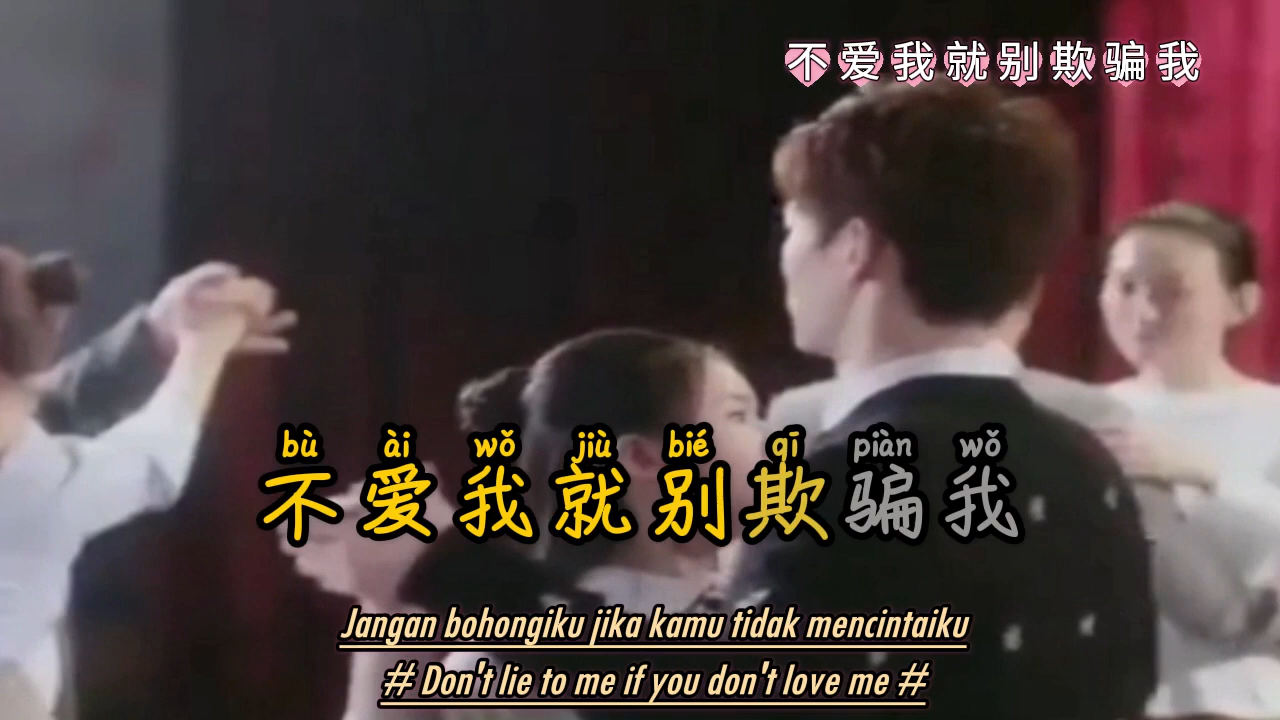 不爱我就别欺骗我
bù ài wǒ jiù bié qī piàn wǒ
不爱我就别欺骗我
Jangan bohongiku jika kamu tidak mencintaiku
# Don't lie to me if you don't love me #